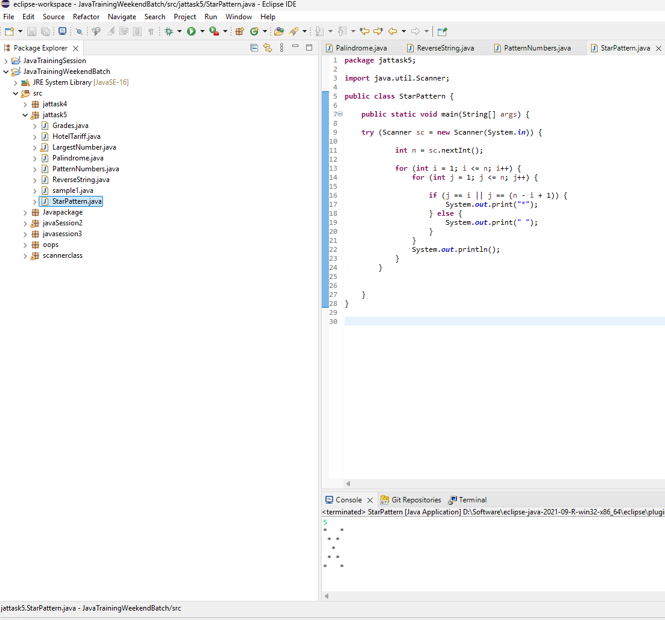 eclipse-workspace - JavaTrainingWeekendBatch/src/jattask5/StarPattern.java - Eclipse IDE
File Edit Source Refactor Navigate Search Project Run Window Help
Package Explorer
JavaTrainingSession
JavaTrainingWeekendBatch
JRE System Library [JavaSE-16]
src
jattask4
jattask5
Grades.java
HotelTariff.java
LargestNumber.java
Palindrome.java
PatternNumbers.java
ReverseString.java
sample1.java
StarPattern.java
Javapackage
javaSession2
javasession3
oops
scannerclass
Palindrome.java ReverseString.java PatternNumbers.java StarPattern.java
1 package jattask5;
2
3 import java.util.Scanner;
4
5 public class StarPattern {
6
7 public static void main(String[] args) {
8
9 try (Scanner sc = new Scanner(System.in)) {
10
11 int n = sc.nextInt();
12
13 for (int i = 1; i <= n; i++) {
14 for (int j = 1; j <= n; j++) {
15
16 if (j == i || j == (n - i + 1)) {
17 System.out.print("*");
18 } else {
19 System.out.print(" ");
20 }
21 }
22 System.out.println();
23 }
24 }
25
26
27 }
28 }
29
30
Console Git Repositories Terminal
<terminated> StarPattern [Java Application] D:\Software\eclipse-java-2021-09-R-win32-x86_64\eclipse\plugin
5
*   *
 * *
  *
 * *
*   *
jattask5.StarPattern.java - JavaTrainingWeekendBatch/src